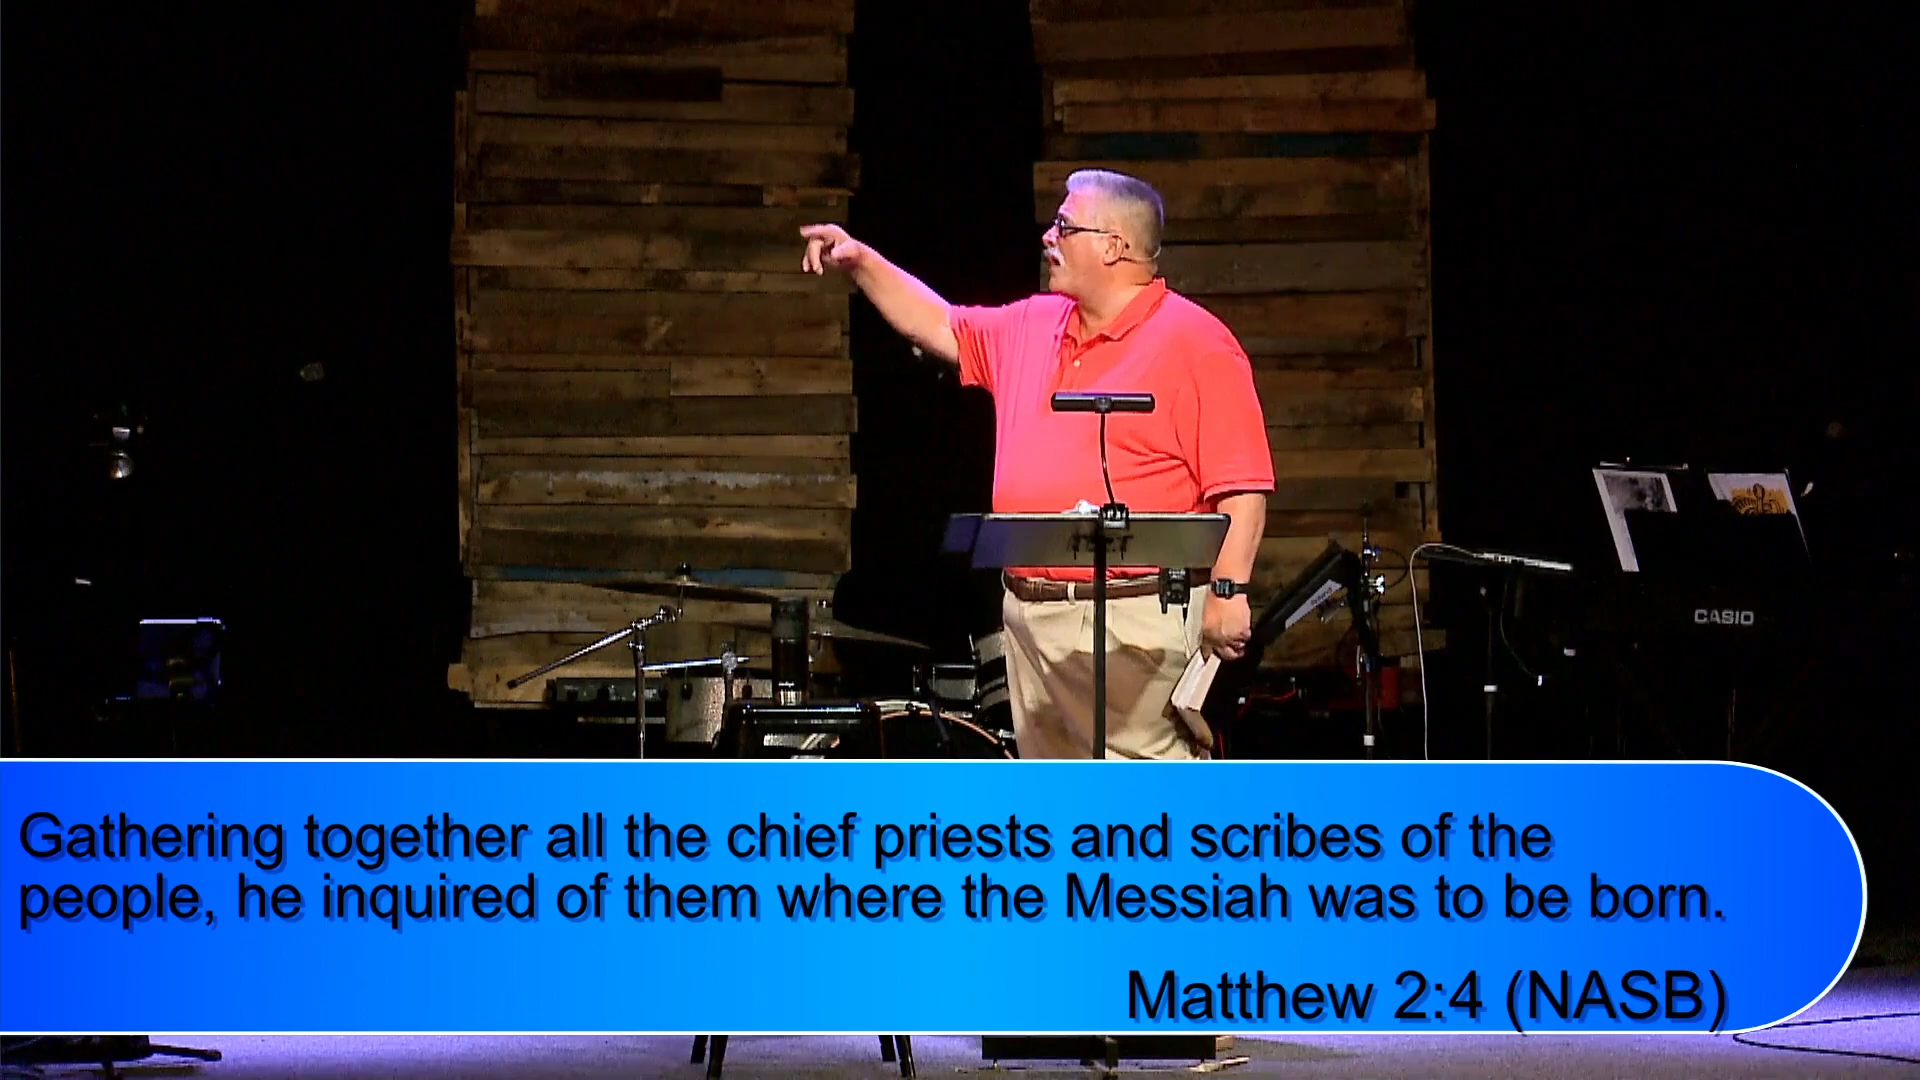 CASIO
Gathering together all the chief priests and scribes of the
people, he inquired of them where the Messiah was to be born.
Matthew 2:4 (NASB)